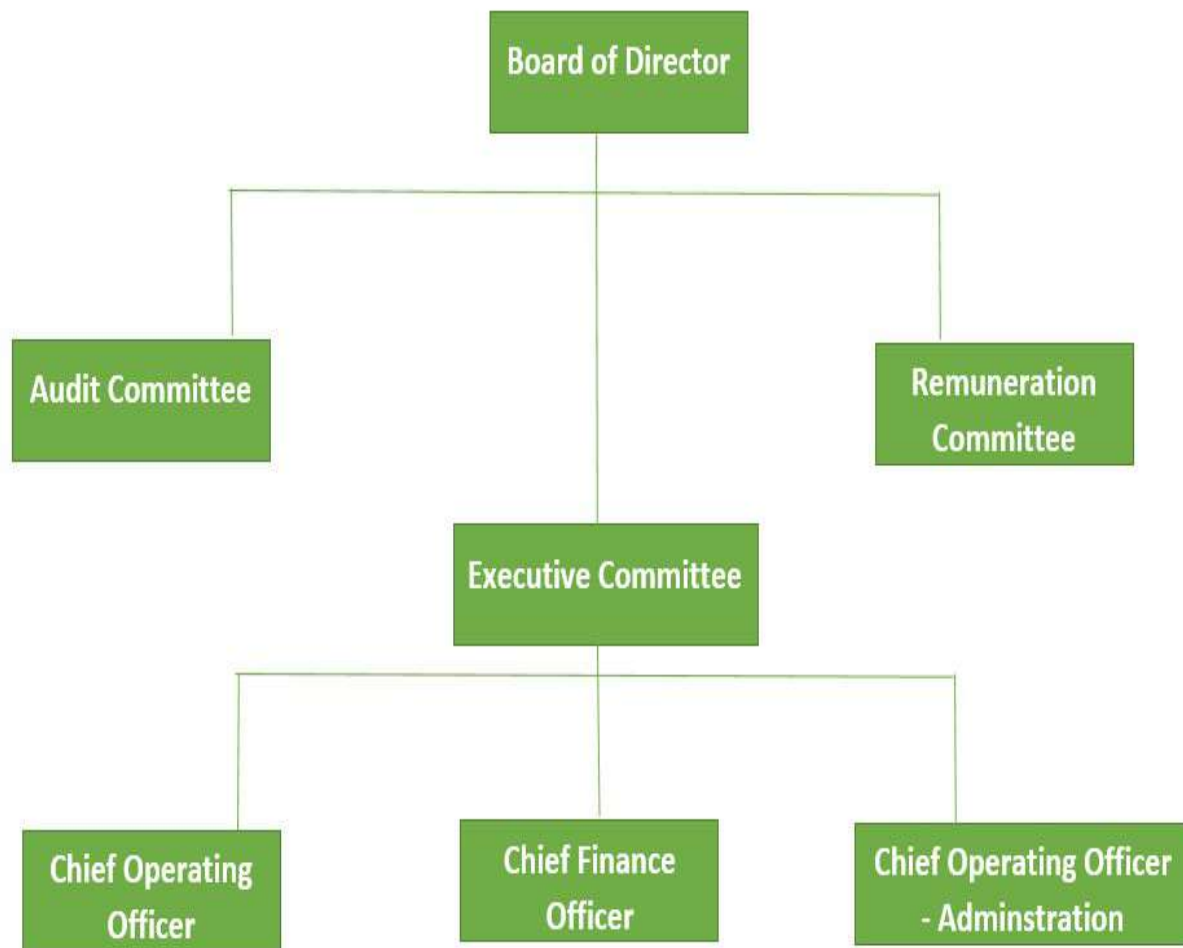 Board of Director
Audit Committee
Remuneration
Committee
Executive Committee
Chief Operating
Officer
Chief Finance
Officer
Chief Operating Officer
- Adminstration